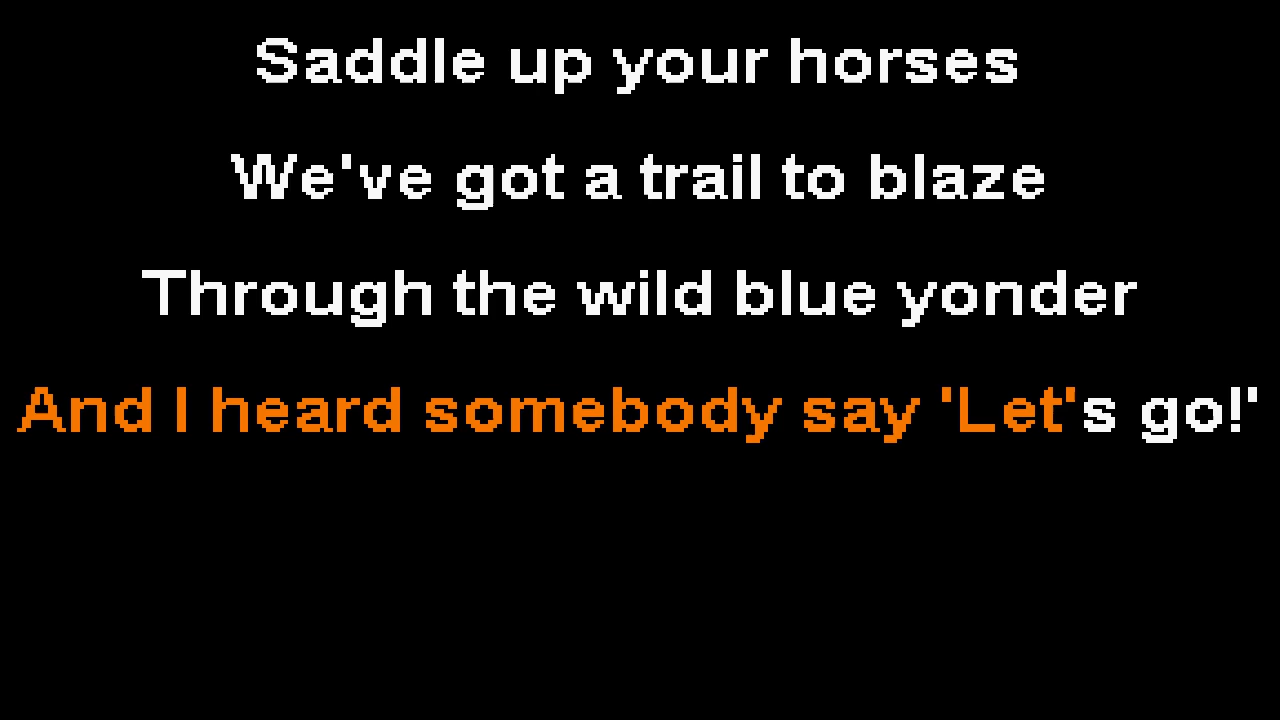 Saddle up your horses
We've got a trail to blaze
Through the wild blue yonder
And I heard somebody say 'Let's go!'